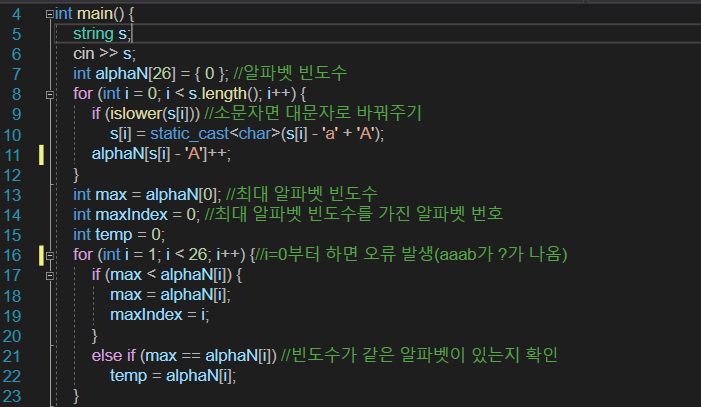 4 int main() {
5 string s;
6 cin >> s;
7 int alphaN[26] = { 0 }; //알파벳 빈도수
8 for (int i = 0; i < s.length(); i++) {
9 if (islower(s[i])) //소문자면 대문자로 바꿔주기
10 s[i] = static_cast<char>(s[i] - 'a' + 'A');
11 alphaN[s[i] - 'A']++;
12 }
13 int max = alphaN[0]; //최대 알파벳 빈도수
14 int maxIndex = 0; //최대 알파벳 빈도수를 가진 알파벳 번호
15 int temp = 0;
16 for (int i = 1; i < 26; i++) {//i=0부터 하면 오류 발생(aaab가 ?가 나옴)
17 if (max < alphaN[i]) {
18 max = alphaN[i];
19 maxIndex = i;
20 }
21 else if (max == alphaN[i]) //빈도수가 같은 알파벳이 있는지 확인
22 temp = alphaN[i];
23 }